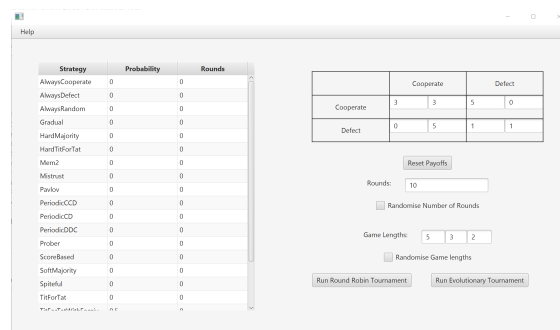 Help
Strategy Probability Rounds
AlwaysCooperate 0 0
AlwaysDefect 0 0
AlwaysRandom 0 0
Gradual 0 0
HardMajority 0 0
HardTitForTat 0 0
Mem2 0 0
Mistrust 0 0
Pavlov 0 0
PeriodicCCD 0 0
PeriodicCD 0 0
PeriodicDDC 0 0
Prober 0 0
ScoreBased 0 0
SoftMajority 0 0
Spiteful 0 0
TitForTat 0 0
Cooperate Defect
Cooperate 3 3 5 0
Defect 0 5 1 1
Reset Payoffs
Rounds: 10
Randomise Number of Rounds
Game Lengths: 5 3 2
Randomise Game lengths
Run Round Robin Tournament Run Evolutionary Tournament